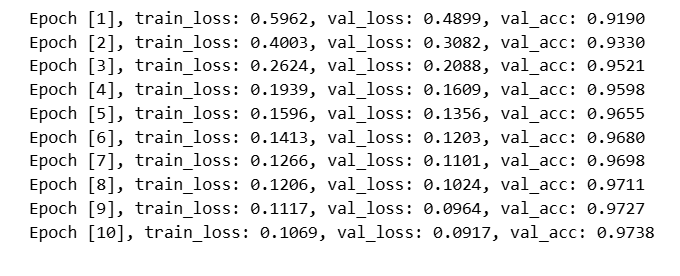 Epoch [1], train_loss: 0.5962, val_loss: 0.4899, val_acc: 0.9190
Epoch [2], train_loss: 0.4003, val_loss: 0.3082, val_acc: 0.9330
Epoch [3], train_loss: 0.2624, val_loss: 0.2088, val_acc: 0.9521
Epoch [4], train_loss: 0.1939, val_loss: 0.1609, val_acc: 0.9598
Epoch [5], train_loss: 0.1596, val_loss: 0.1356, val_acc: 0.9655
Epoch [6], train_loss: 0.1413, val_loss: 0.1203, val_acc: 0.9680
Epoch [7], train_loss: 0.1266, val_loss: 0.1101, val_acc: 0.9698
Epoch [8], train_loss: 0.1206, val_loss: 0.1024, val_acc: 0.9711
Epoch [9], train_loss: 0.1117, val_loss: 0.0964, val_acc: 0.9727
Epoch [10], train_loss: 0.1069, val_loss: 0.0917, val_acc: 0.9738